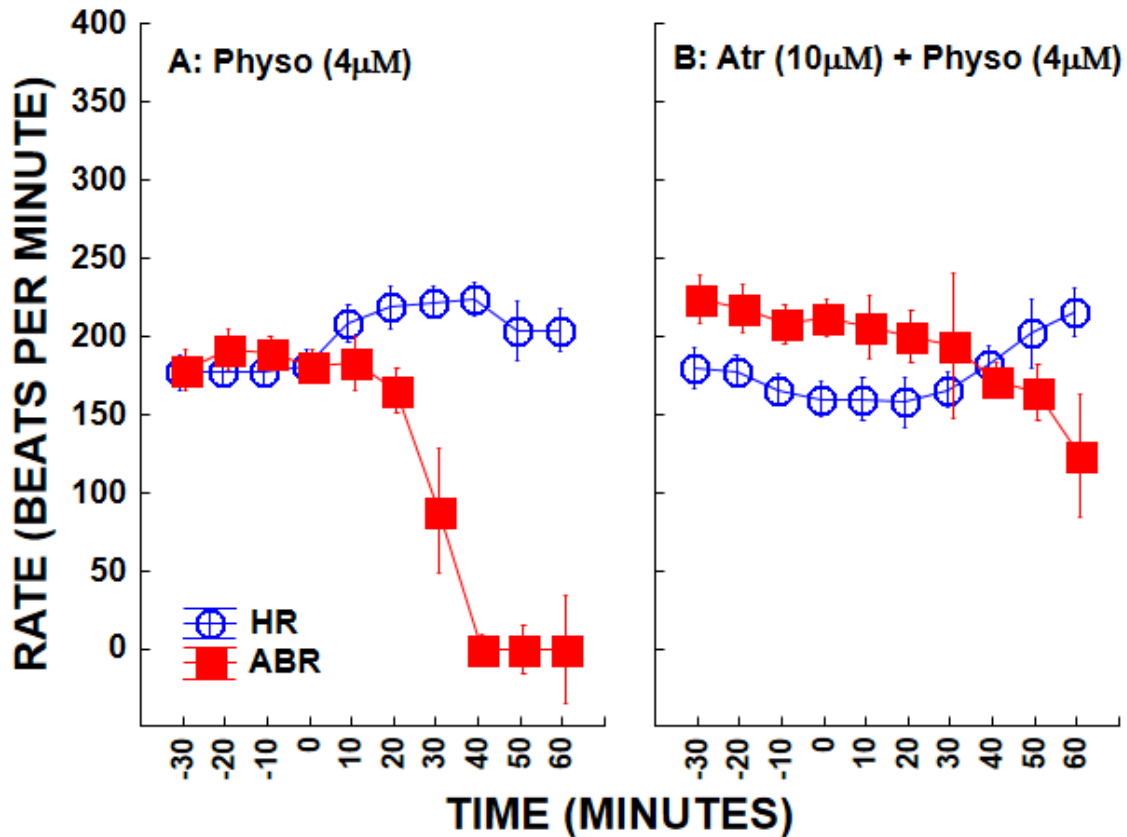 RATE (BEATS PER MINUTE)
400
350
300
250
200
150
100
50
0
A: Physo (4μM)
B: Atr (10μM) + Physo (4μM)
HR
ABR
-30 -20 -10 0 10 20 30 40 50 60
-30 -20 -10 0 10 20 30 40 50 60
TIME (MINUTES)